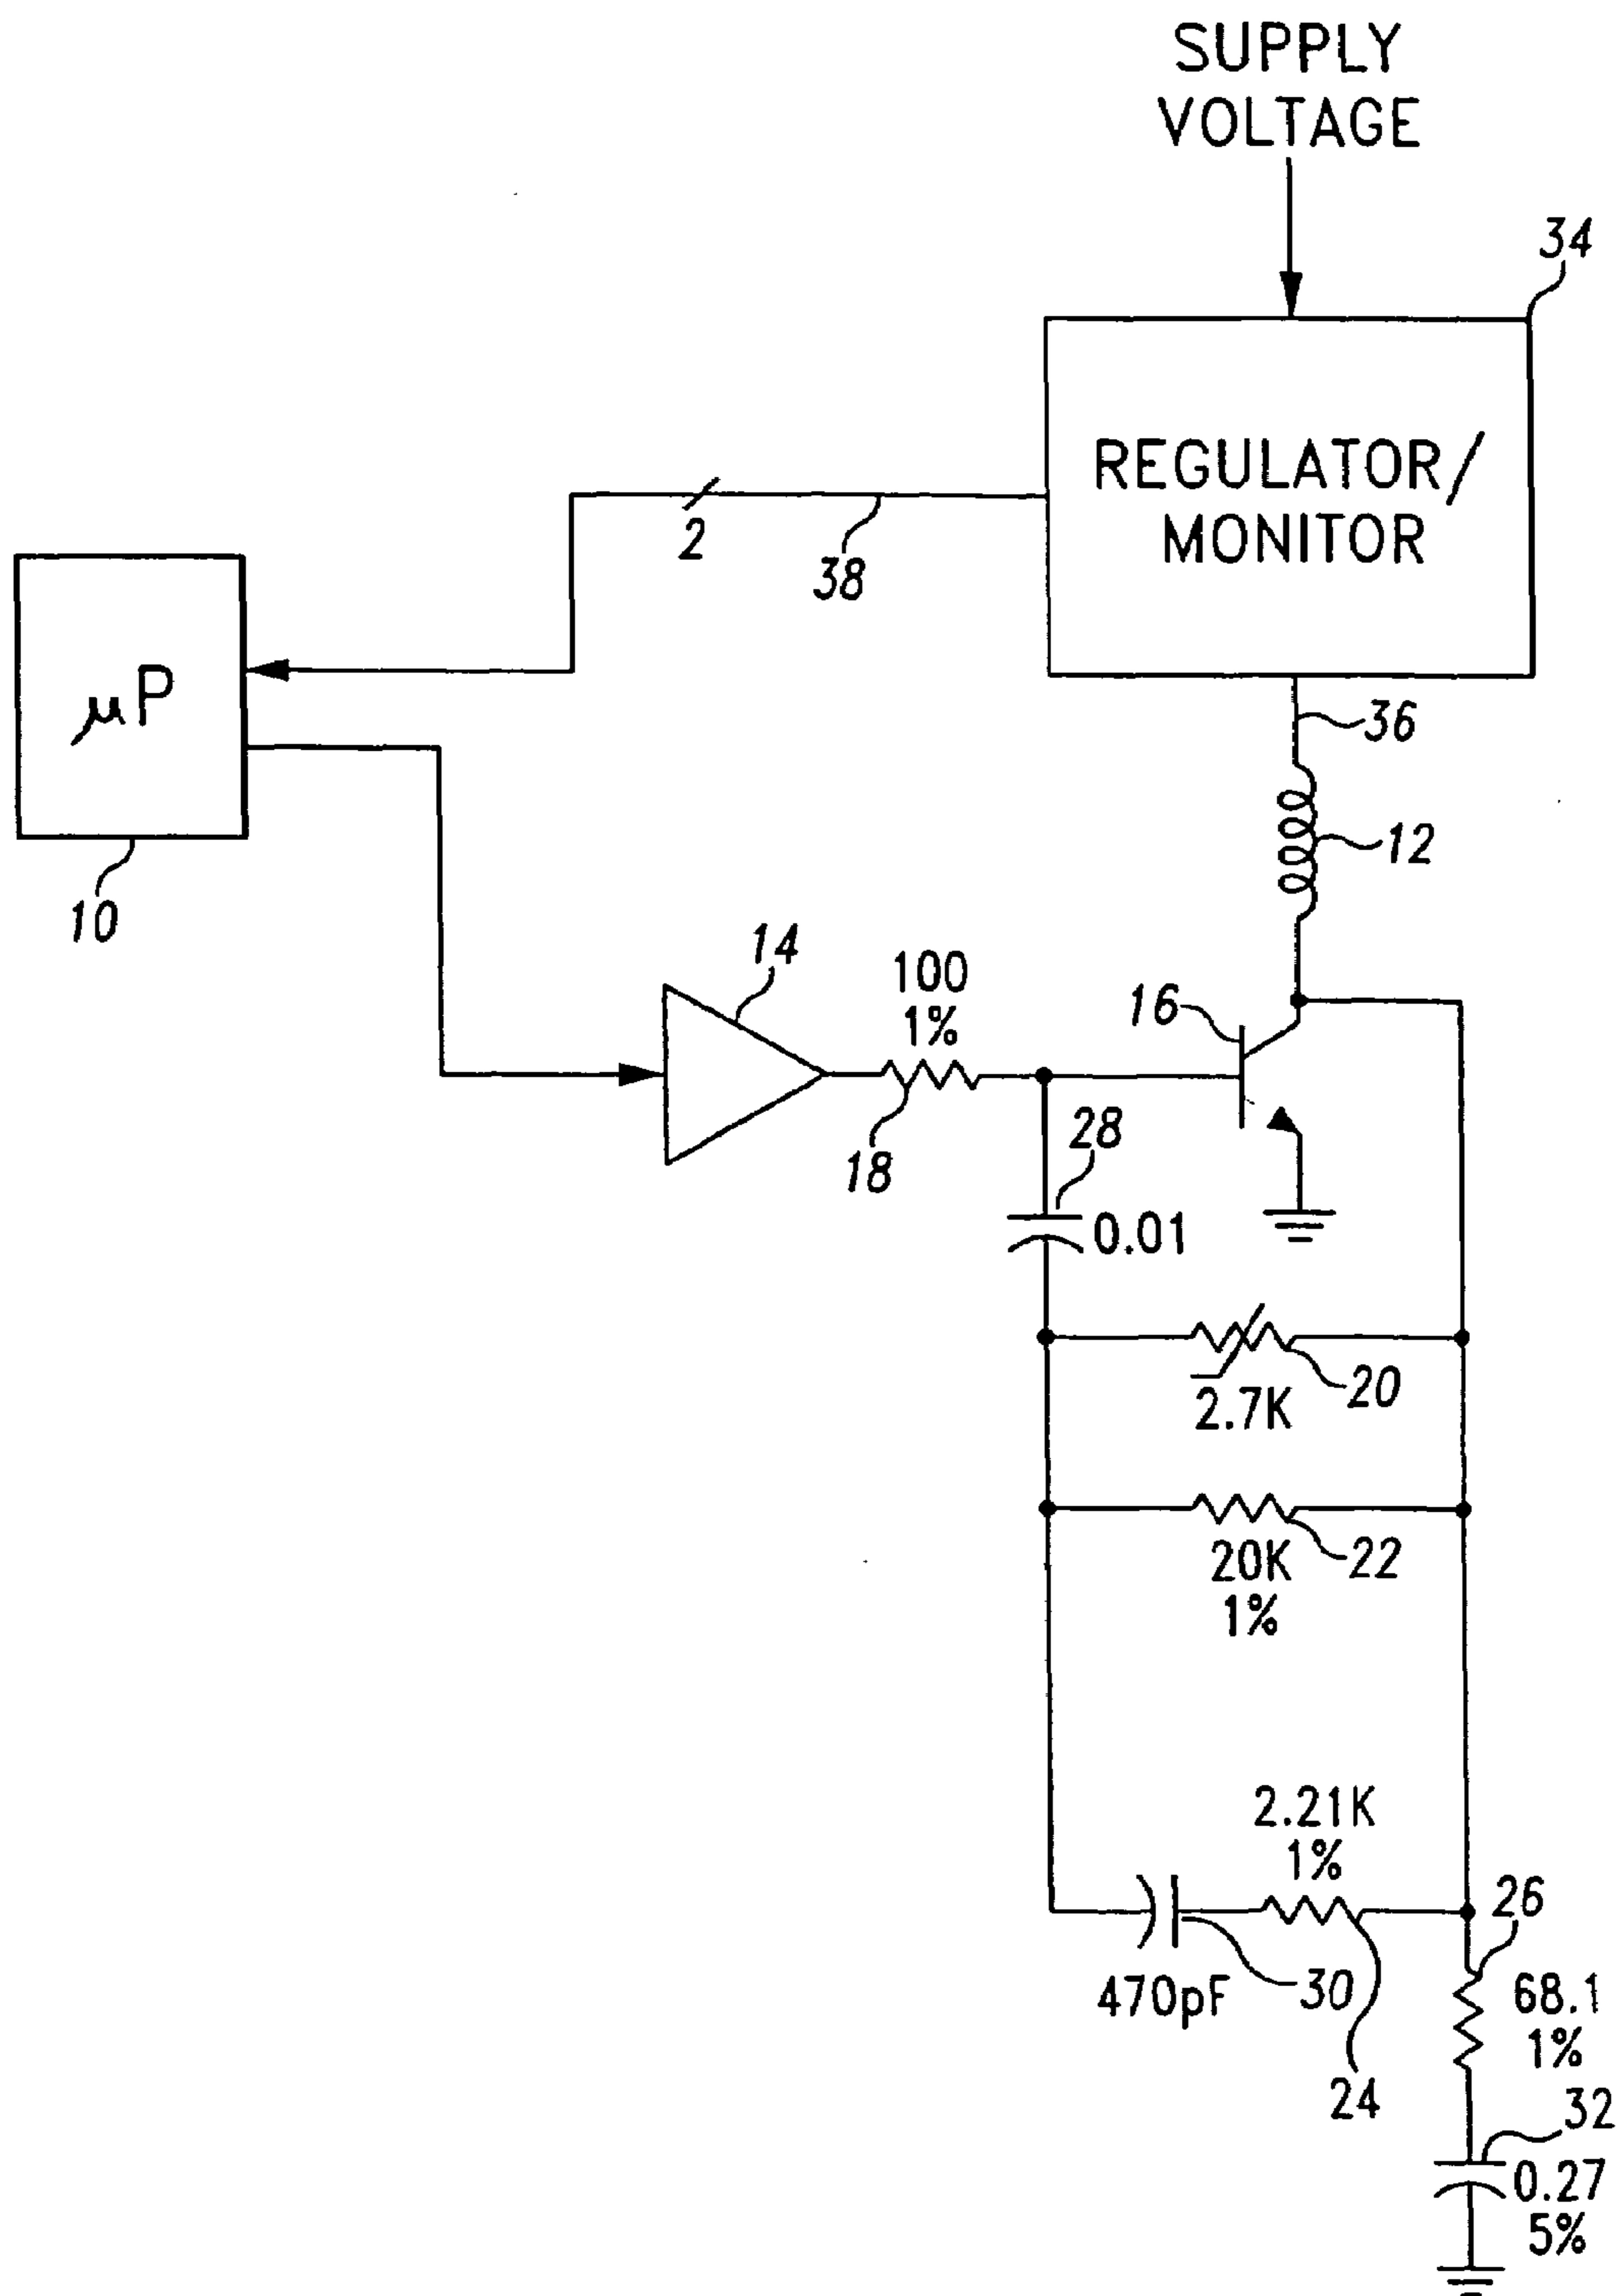 SUPPLY
VOLTAGE
34
REGULATOR/
MONITOR
2
38
µP
10
36
12
14
100
1%
18
16
28
0.01
20
2.7K
22
20K
1%
2.21K
1%
26
30
470pF
68.1
1%
24
32
0.27
5%